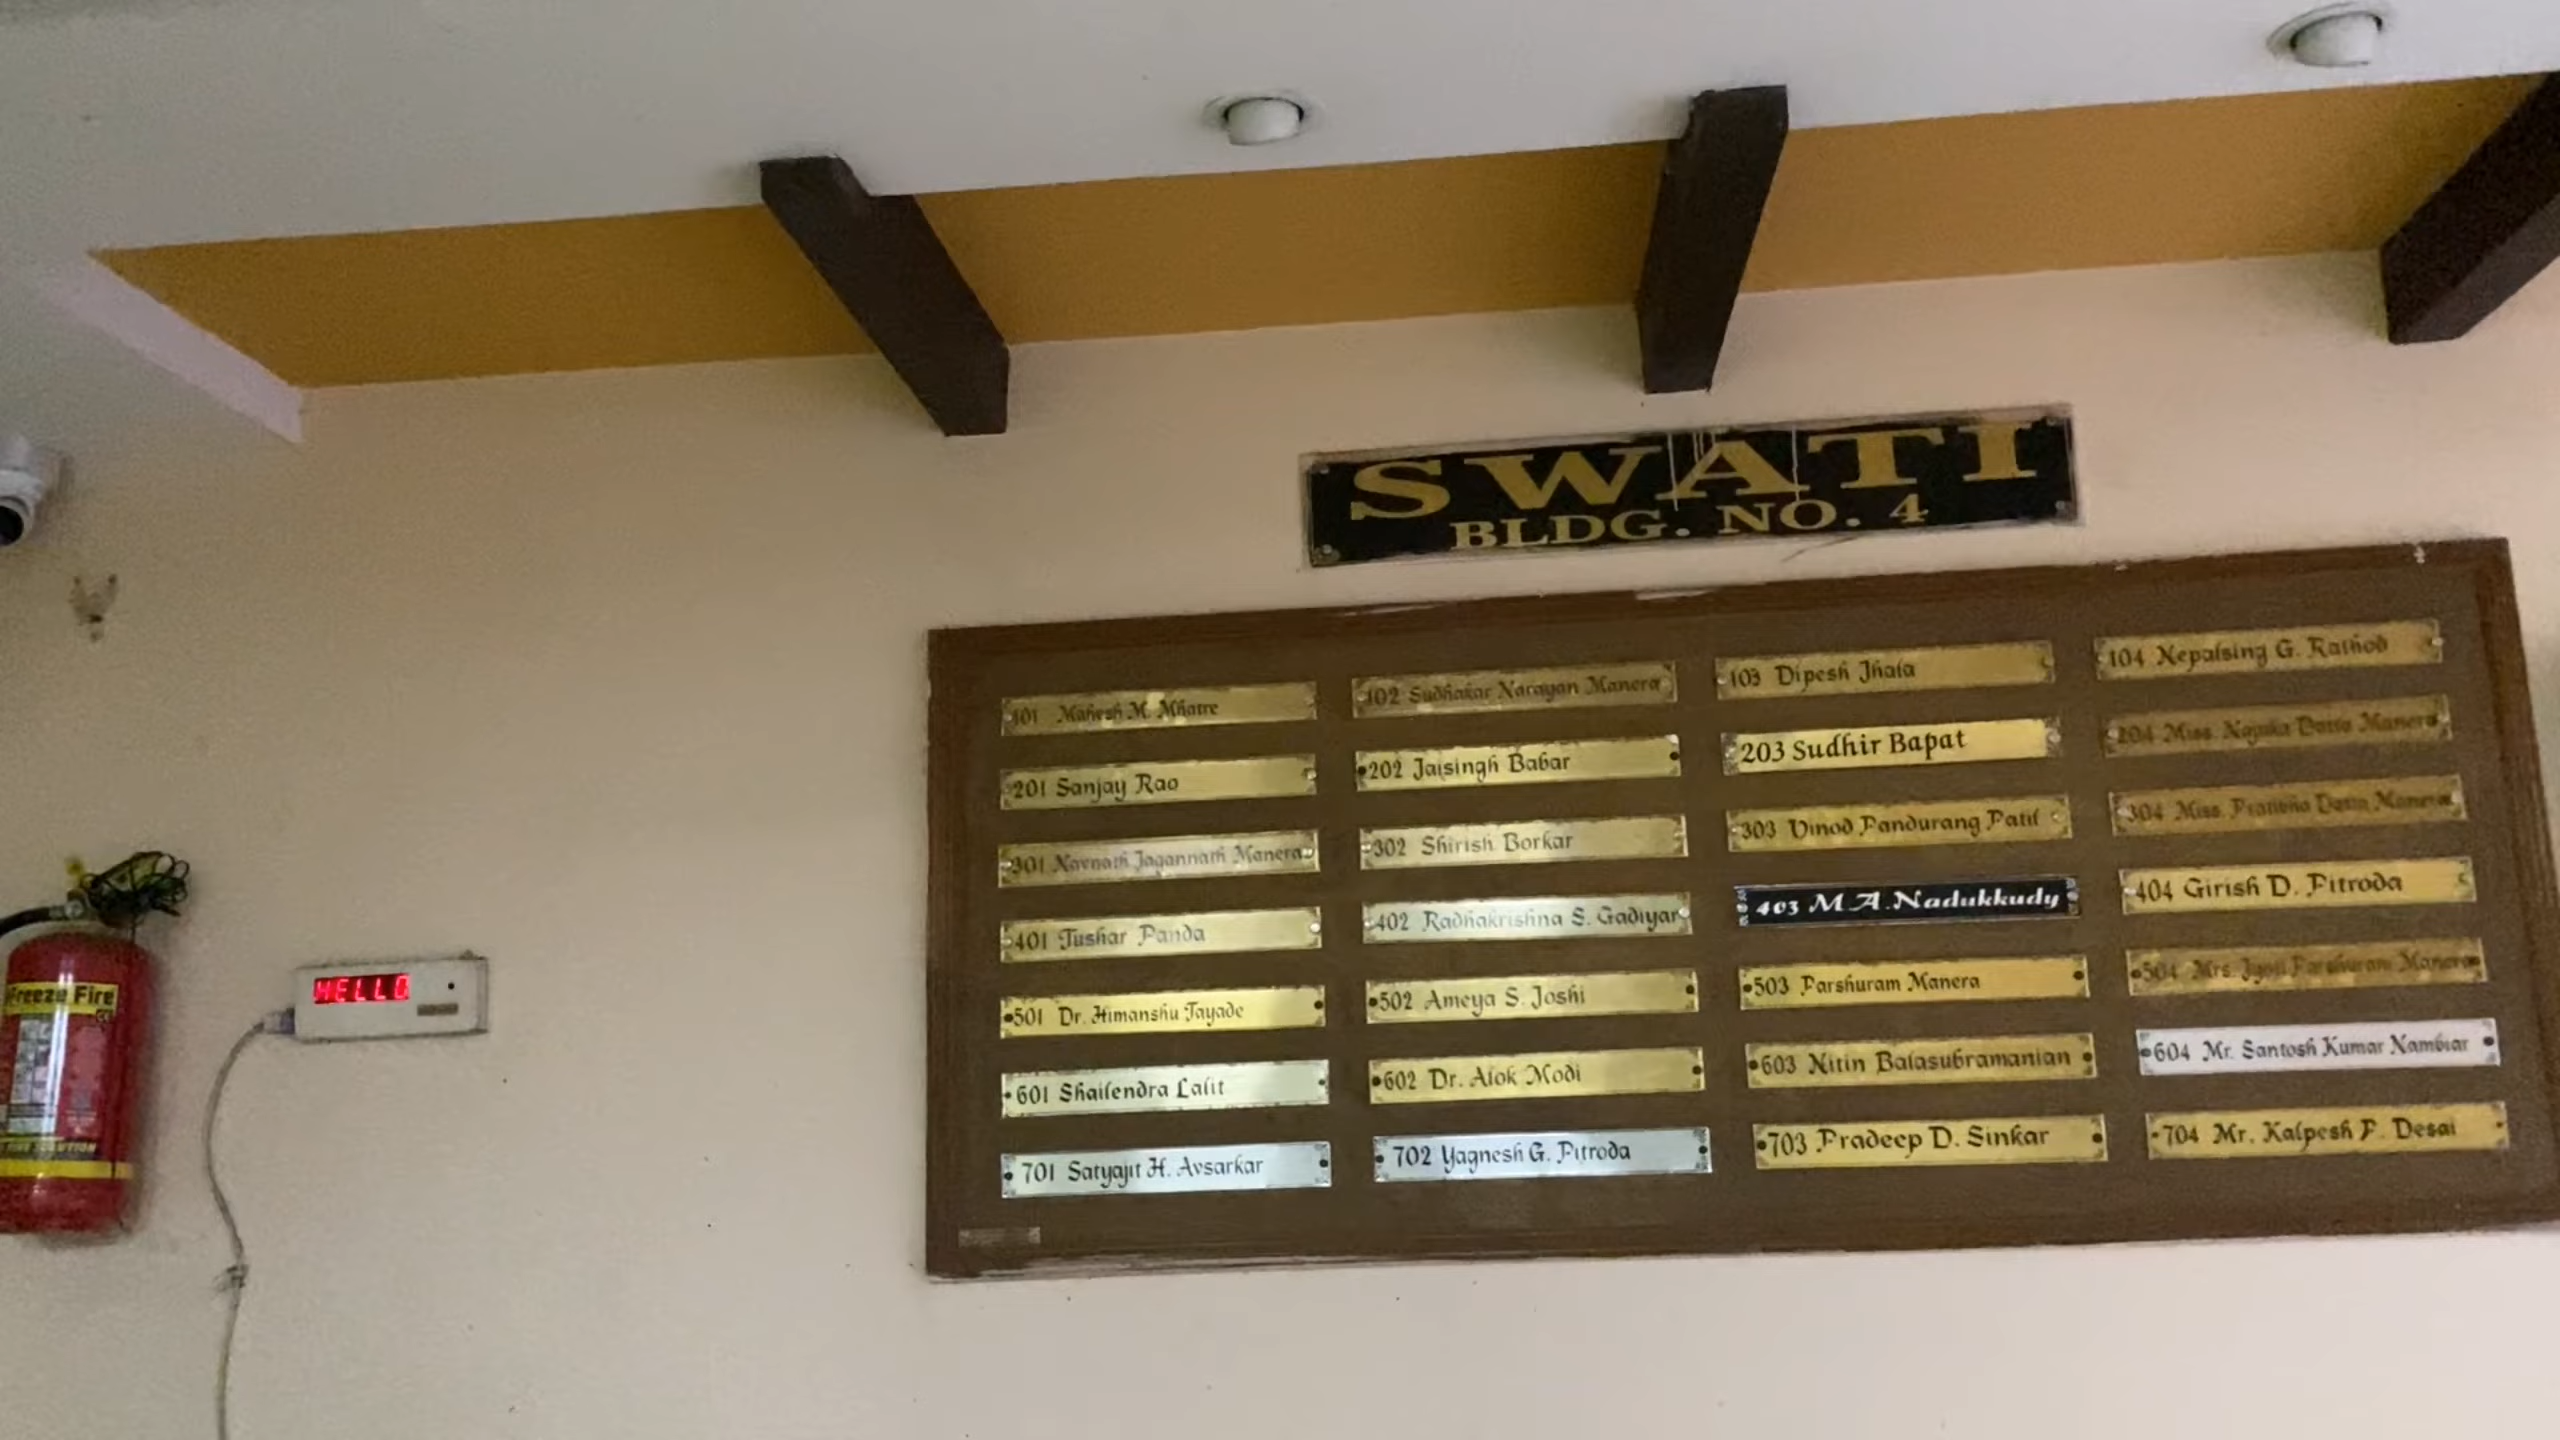 SWATI
BLDG. NO. 4
101 Mahesh M. Mhatre
102 Sudhakar Narayan Manera
103 Dipesh Jhala
104 Nepalsing G. Rathod
201 Sanjay Rao
202 Jaisingh Babar
203 Sudhir Bapat
204 Miss. Datta Manera
301 Navnath Jagannath Manera
302 Shirish Borkar
303 Vinod Pandurang Patil
304 Miss. Pratibha Datta Manera
401 Tushar Panda
402 Radhakrishna S. Gadiyar
403 M.A.Nadukkudy
404 Girish D. Pitroda
501 Dr. Himanshu Tayade
502 Ameya S. Joshi
503 Parshuram Manera
504 Mrs. Jyoti Parshuram Manera
601 Shailendra Lalit
602 Dr. Alok Modi
603 Nitin Balasubramanian
604 Mr. Santosh Kumar Nambiar
701 Satyajit H. Avsarkar
702 Yagnesh G. Pitroda
703 Pradeep D. Sinkar
704 Mr. Kalpesh P. Desai
HELLO
Freeze Fire